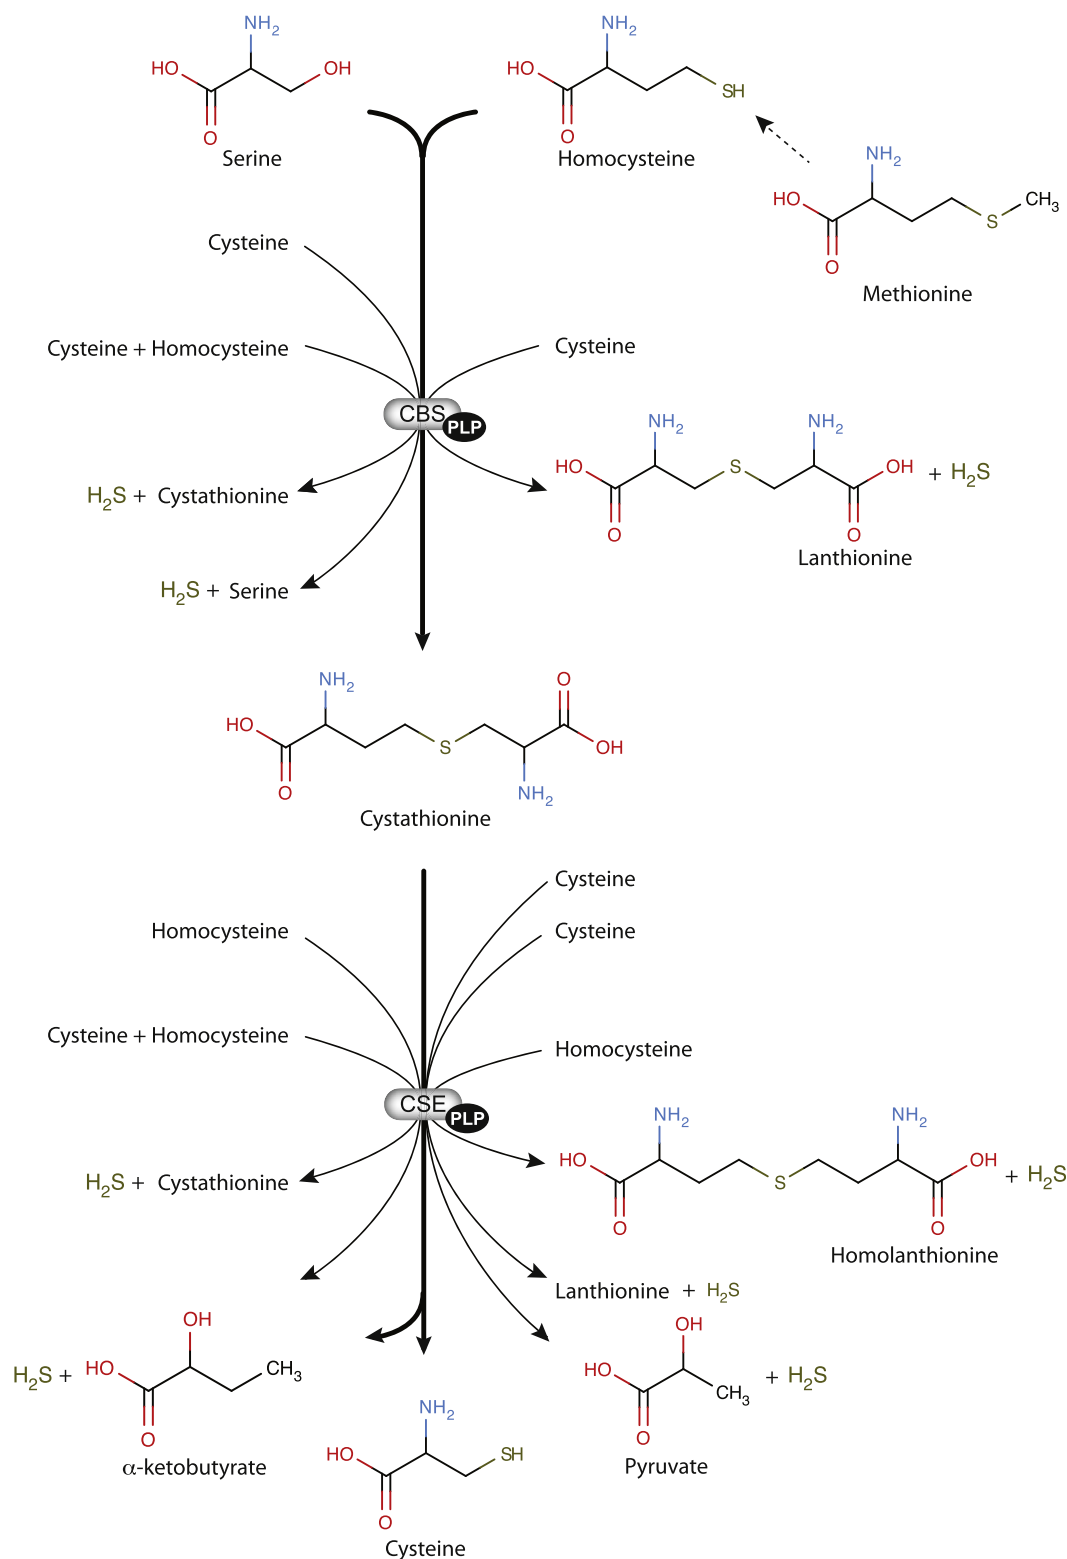 NH2
HO
OH
O
Serine
NH2
HO
SH
O
Homocysteine
NH2
HO
S
CH3
O
Methionine
Cysteine
Cysteine + Homocysteine
Cysteine
CBS
PLP
H2S + Cystathionine
H2S + Serine
NH2
NH2
HO
S
OH
+ H2S
O
O
Lanthionine
NH2
O
HO
S
OH
O
NH2
Cystathionine
Cysteine
Homocysteine
Cysteine
Cysteine + Homocysteine
Homocysteine
CSE
PLP
H2S + Cystathionine
NH2
NH2
HO
S
OH
+ H2S
O
O
Homolanthionine
Lanthionine + H2S
OH
H2S +
HO
CH3
O
α-ketobutyrate
OH
HO
CH3
+ H2S
O
Pyruvate
NH2
HO
SH
O
Cysteine